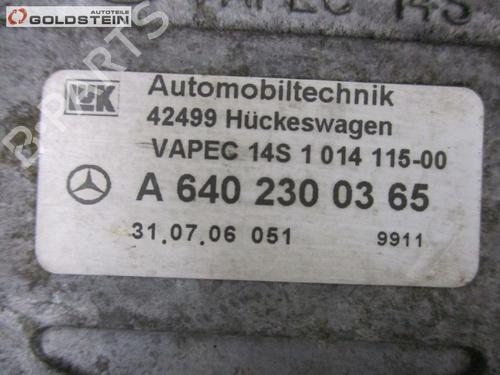 Autoteile
GOLDSTEIN
VAPEC 14S
B-PARTS
LUK
Automobiltechnik
42499 Hückeswagen
VAPEC 14S 1 014 115-00
A 640 230 03 65
31.07.06 051
9911